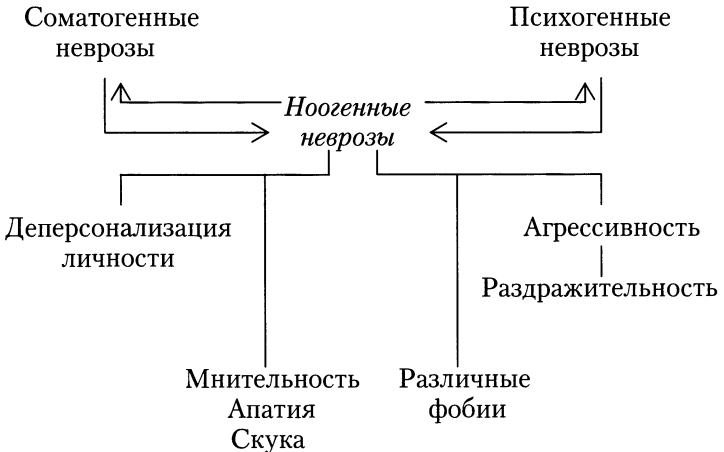 Соматогенные
неврозы
Психогенные
неврозы
Ноогенные
неврозы
Деперсонализация
личности
Агрессивность
Раздражительность
Мнительность
Апатия
Скука
Различные
фобии